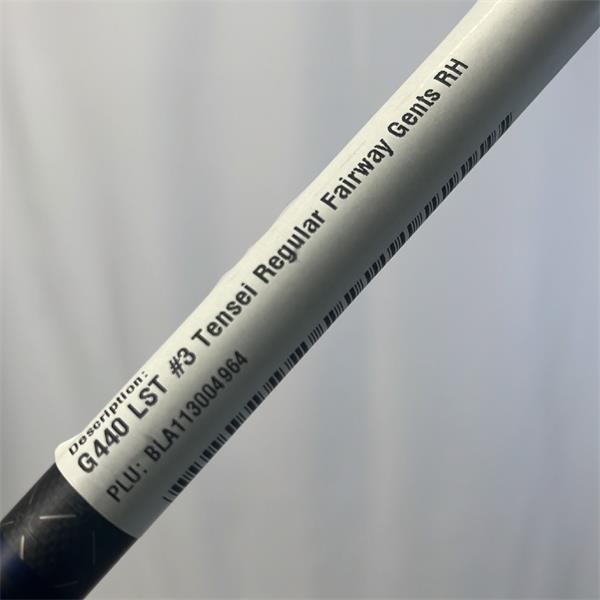 Description:
G440 LST #3 Tensei Regular Fairway Gents RH
PLU: BLA113004964